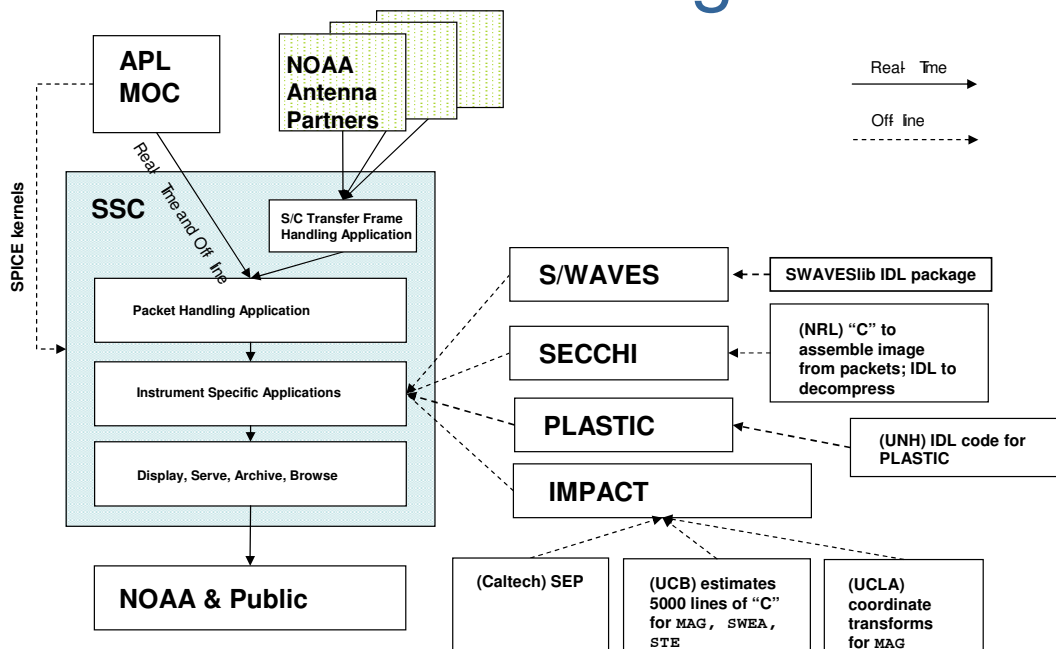 APL
MOC
NOAA
Antenna
Partners
Real- Time
Off line
SPICE kernels
Real- Time and Off line
SSC
S/C Transfer Frame
Handling Application
Packet Handling Application
Instrument Specific Applications
Display, Serve, Archive, Browse
NOAA & Public
S/WAVES
SWAVESlib IDL package
SECCHI
(NRL) “C” to
assemble image
from packets; IDL to
decompress
PLASTIC
(UNH) IDL code for
PLASTIC
IMPACT
(Caltech) SEP
(UCB) estimates
5000 lines of “C”
for MAG, SWEA,
STE
(UCLA)
coordinate
transforms
for MAG